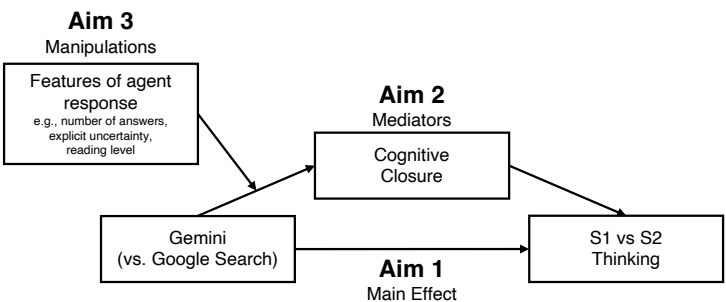 Aim 3
Manipulations
Features of agent
response
e.g., number of answers,
explicit uncertainty,
reading level
Aim 2
Mediators
Cognitive
Closure
Gemini
(vs. Google Search)
S1 vs S2
Thinking
Aim 1
Main Effect